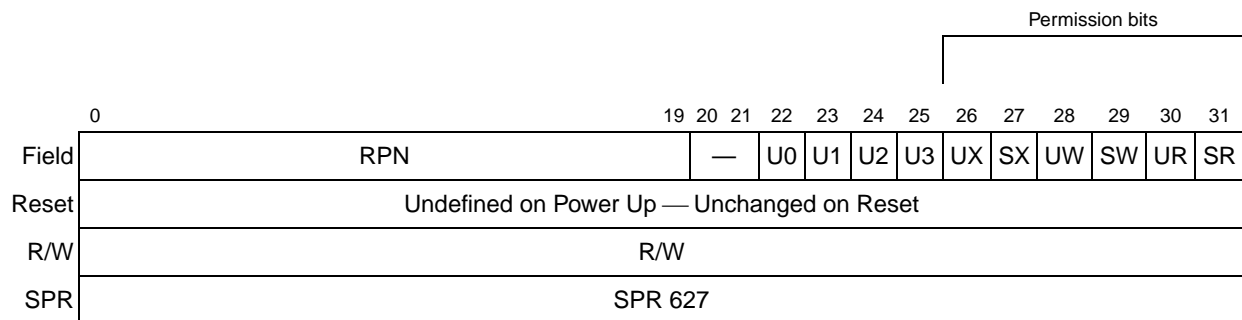 Permission bits
0 19 20 21 22 23 24 25 26 27 28 29 30 31
Field RPN — U0 U1 U2 U3 UX SX UW SW UR SR
Reset Undefined on Power Up — Unchanged on Reset
R/W R/W
SPR SPR 627